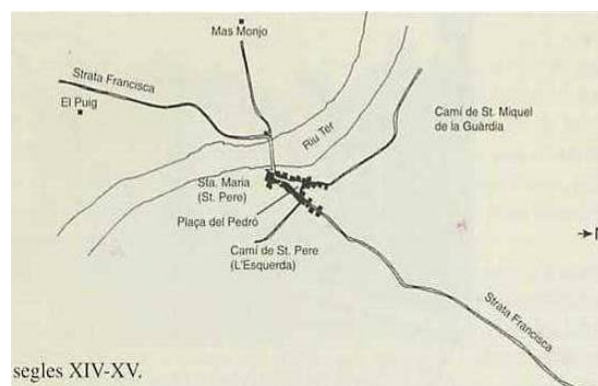 Mas Monjo
Strata Francisca
El Puig
Riu Ter
Camí de St. Miquel
de la Guàrdia
Sta. Maria
(St. Pere)
Plaça del Pedró
Camí de St. Pere
(L'Esquerda)
Strata Francisca
segles XIV-XV.